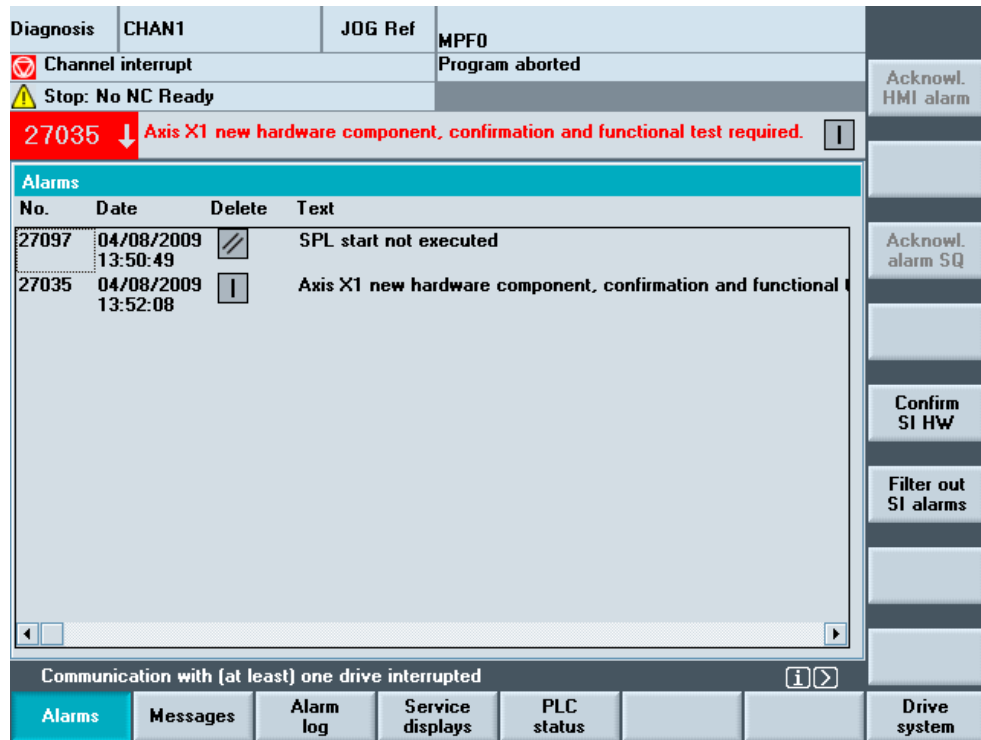 Diagnosis CHAN1 JOG Ref MPF0
Channel interrupt Program aborted
Stop: No NC Ready
27035 Axis X1 new hardware component, confirmation and functional test required.
Alarms
No. Date Delete Text
27097 04/08/2009 SPL start not executed
13:50:49
27035 04/08/2009 Axis X1 new hardware component, confirmation and functional
13:52:08
Communication with (at least) one drive interrupted
Acknowl.
HMI alarm
Acknowl.
alarm SQ
Confirm
SI HW
Filter out
SI alarms
Alarms
Messages
Alarm
log
Service
displays
PLC
status
Drive
system